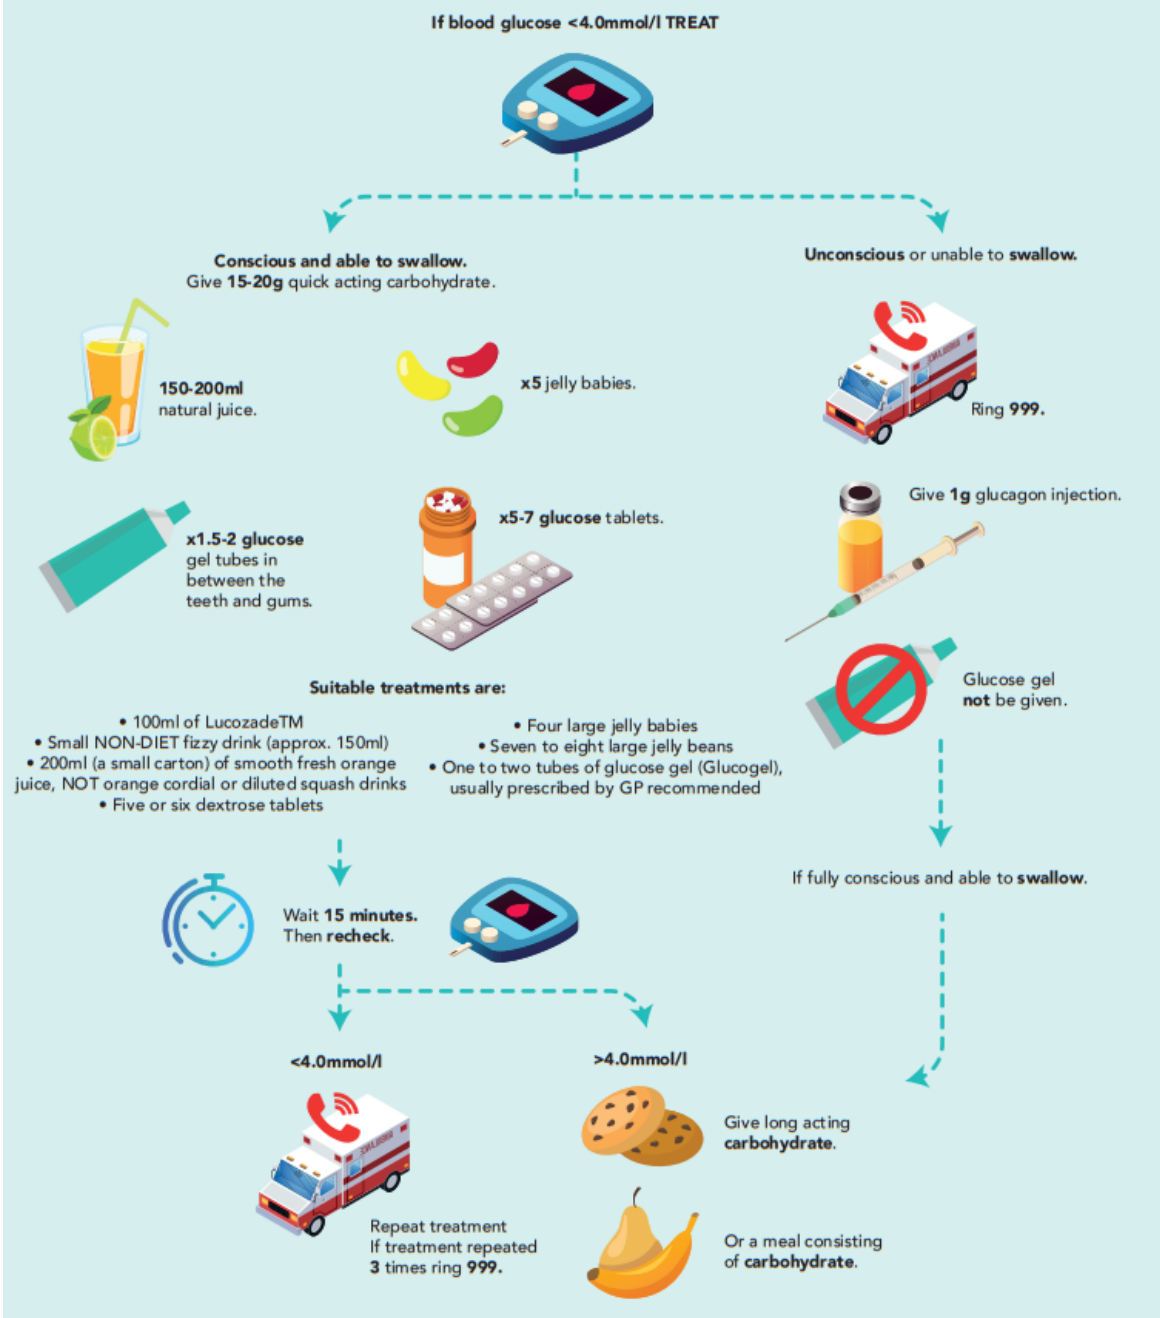 If blood glucose <4.0mmol/l TREAT
Conscious and able to swallow.
Give 15-20g quick acting carbohydrate.
150-200ml
natural juice.
x5 jelly babies.
x1.5-2 glucose
gel tubes in
between the
teeth and gums.
x5-7 glucose tablets.
Suitable treatments are:
• 100ml of LucozadeTM
• Small NON-DIET fizzy drink (approx. 150ml)
• 200ml (a small carton) of smooth fresh orange
juice, NOT orange cordial or diluted squash drinks
• Five or six dextrose tablets
• Four large jelly babies
• Seven to eight large jelly beans
• One to two tubes of glucose gel (Glucogel),
usually prescribed by GP recommended
Wait 15 minutes.
Then recheck.
<4.0mmol/l
Repeat treatment
If treatment repeated
3 times ring 999.
>4.0mmol/l
Give long acting
carbohydrate.
Or a meal consisting
of carbohydrate.
Unconscious or unable to swallow.
Ring 999.
Give 1g glucagon injection.
Glucose gel
not be given.
If fully conscious and able to swallow.